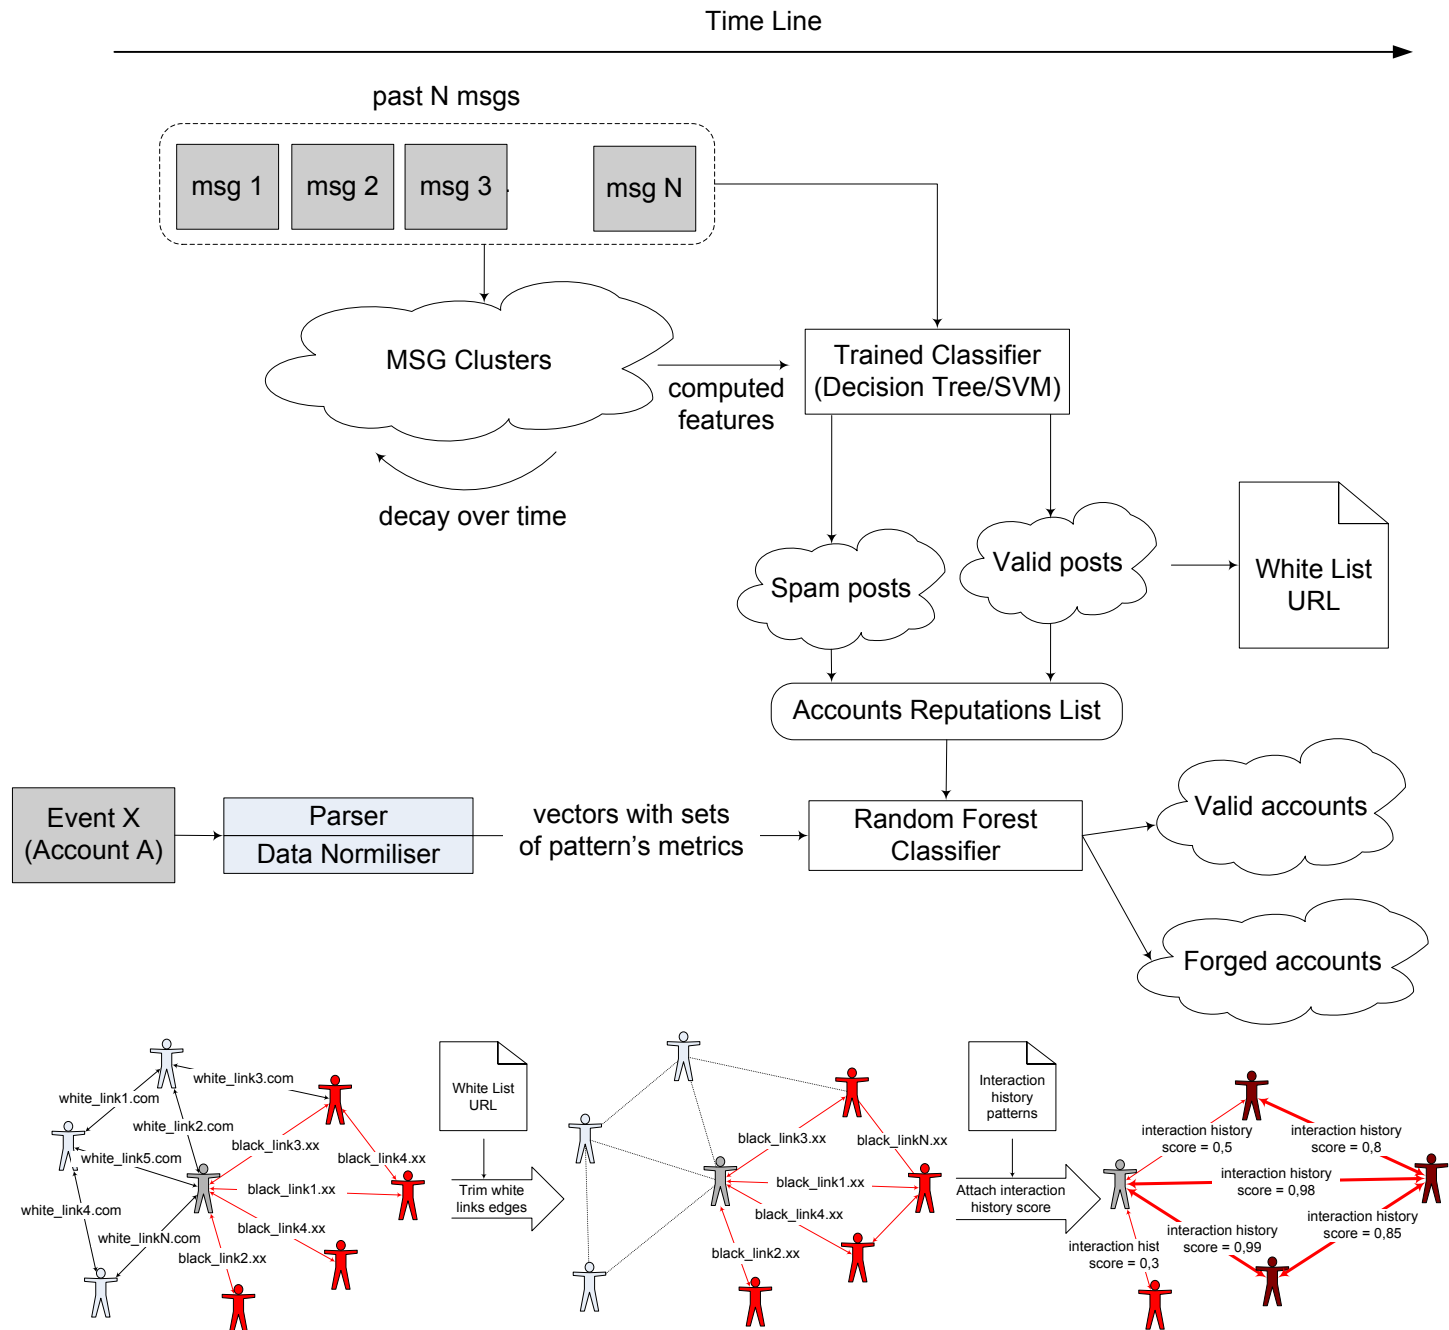 Time Line
past N msgs
msg 1
msg 2
msg 3
.
msg N
MSG Clusters
computed
features
Trained Classifier
(Decision Tree/SVM)
decay over time
Spam posts
Valid posts
White List
URL
Accounts Reputations List
Event X
(Account A)
Parser
Data Normiliser
vectors with sets
of pattern's metrics
Random Forest
Classifier
Valid accounts
Forged accounts
white_link3.com
white_link1.com
white_link2.com
white_link5.com
white_link4.com
white_linkN.com
black_link3.xx
black_link4.xx
black_link1.xx
black_link4.xx
black_link2.xx
White List
URL
Trim white
links edges
black_link3.xx
black_linkN.xx
black_link1.xx
black_link4.xx
black_link2.xx
Interaction
history
patterns
Attach interaction
history score
interaction history
score = 0,5
interaction history
score = 0,8
interaction history
score = 0,98
interaction history
score = 0,99
interaction history
score = 0,85
interaction hist
score = 0,3